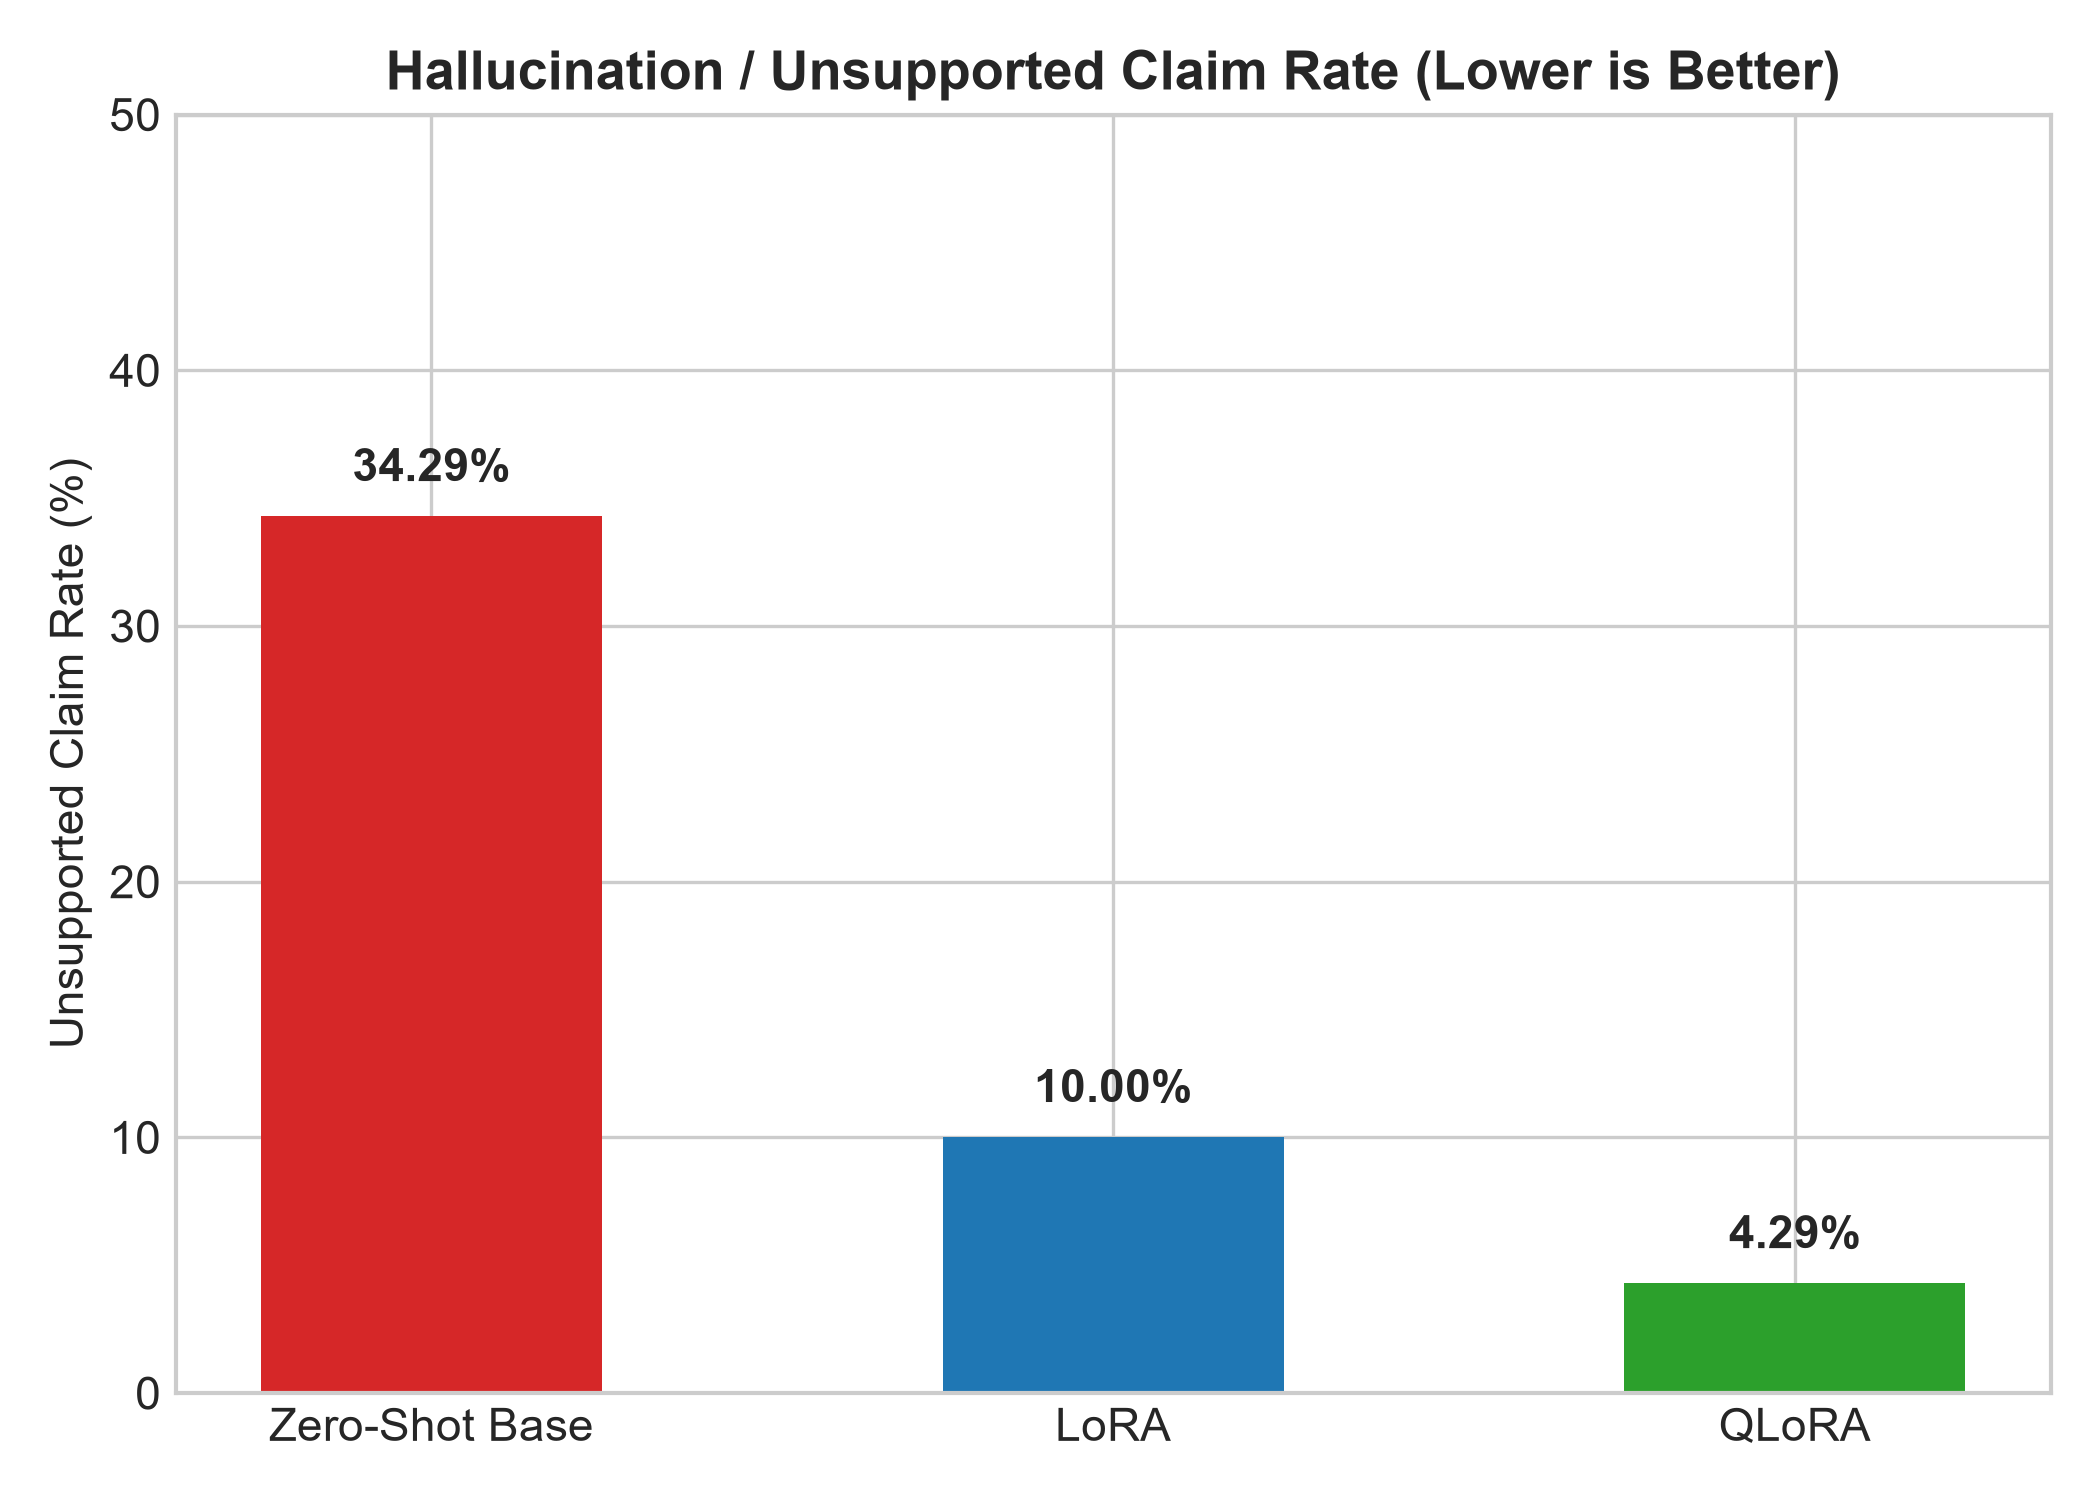 Hallucination / Unsupported Claim Rate (Lower is Better)
Unsupported Claim Rate (%)
50
40
30
20
10
0
34.29%
10.00%
4.29%
Zero-Shot Base
LoRA
QLoRA